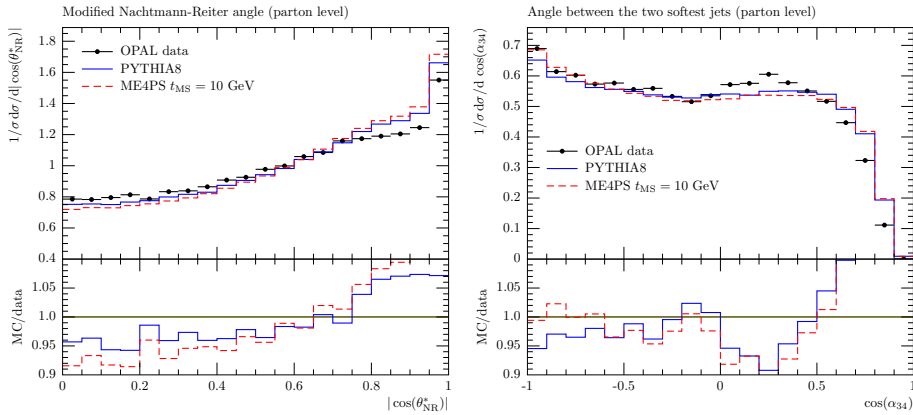 Modified Nachtmann-Reiter angle (parton level)
1/σ dσ/d| cos(θ*NR)|
1.8
1.6
1.4
1.2
1.0
0.8
0.6
0.4
OPAL data
PYTHIA8
ME4PS tMS = 10 GeV
MC/data
1.05
1.0
0.95
0.9
0 0.2 0.4 0.6 0.8 1
| cos(θ*NR)|
Angle between the two softest jets (parton level)
1/σ dσ/d cos(α34)
0.7
0.6
0.5
0.4
0.3
0.2
0.1
0
OPAL data
PYTHIA8
ME4PS tMS = 10 GeV
MC/data
1.05
1.0
0.95
0.9
-1 -0.5 0.0 0.5 1
cos(α34)